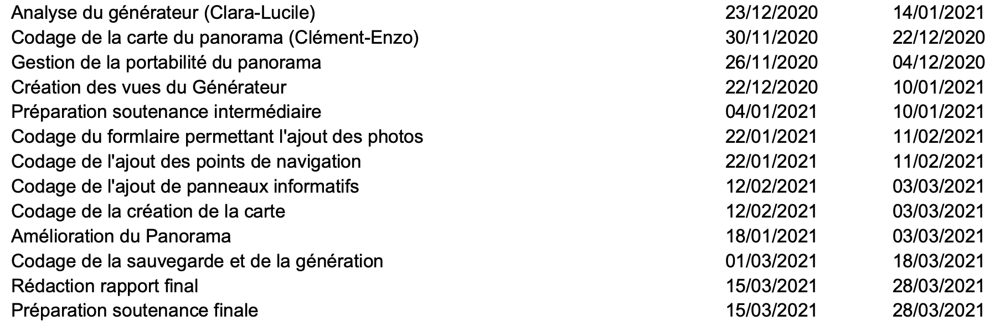 Analyse du générateur (Clara-Lucile) 23/12/2020 14/01/2021
Codage de la carte du panorama (Clément-Enzo) 30/11/2020 22/12/2020
Gestion de la portabilité du panorama 26/11/2020 04/12/2020
Création des vues du Générateur 22/12/2020 10/01/2021
Préparation soutenance intermédiaire 04/01/2021 10/01/2021
Codage du formlaire permettant l'ajout des photos 22/01/2021 11/02/2021
Codage de l'ajout des points de navigation 22/01/2021 11/02/2021
Codage de l'ajout de panneaux informatifs 12/02/2021 03/03/2021
Codage de la création de la carte 12/02/2021 03/03/2021
Amélioration du Panorama 18/01/2021 03/03/2021
Codage de la sauvegarde et de la génération 01/03/2021 18/03/2021
Rédaction rapport final 15/03/2021 28/03/2021
Préparation soutenance finale 15/03/2021 28/03/2021